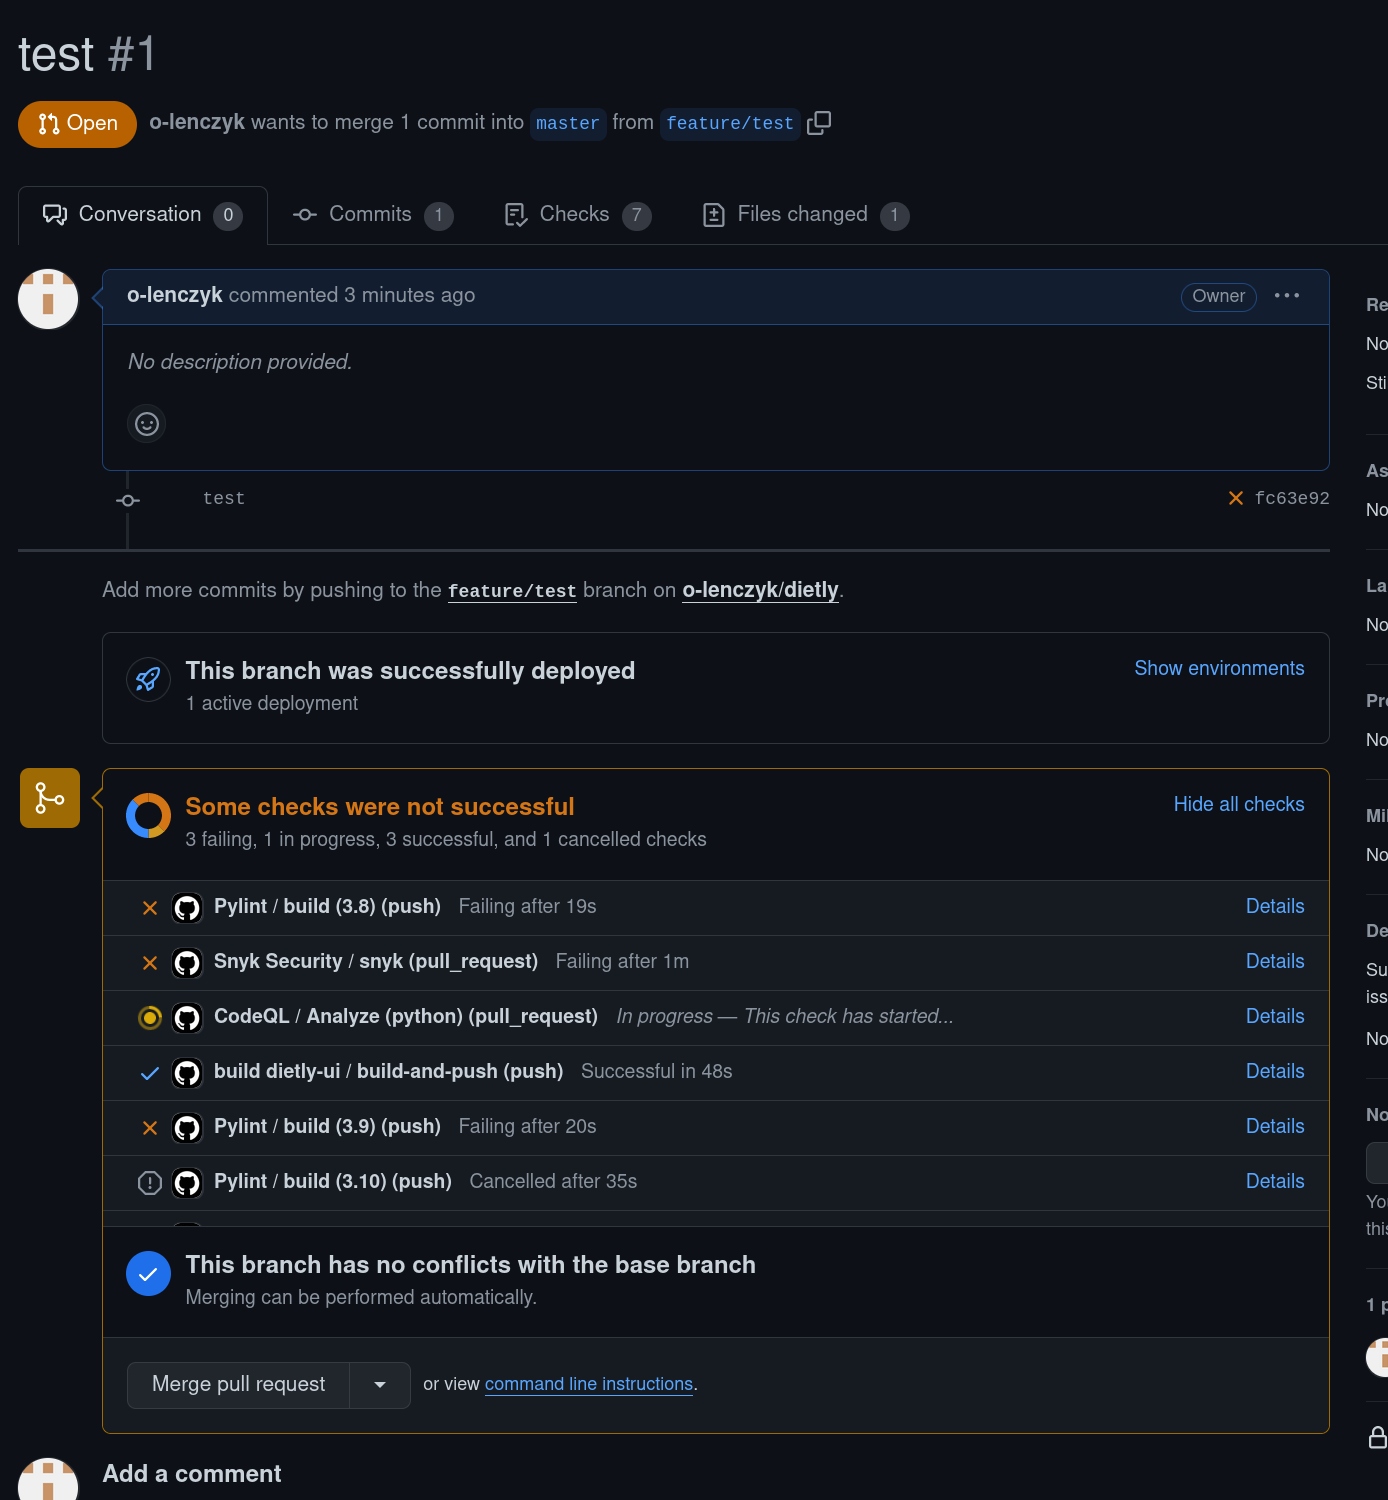 test #1
Open o-lenczyk wants to merge 1 commit into master from feature/test
Conversation 0 Commits 1 Checks 7 Files changed 1
o-lenczyk commented 3 minutes ago Owner
No description provided.
test fc63e92
Add more commits by pushing to the feature/test branch on o-lenczyk/dietly.
This branch was successfully deployed Show environments
1 active deployment
Some checks were not successful Hide all checks
3 failing, 1 in progress, 3 successful, and 1 cancelled checks
Pylint / build (3.8) (push) Failing after 19s Details
Snyk Security / snyk (pull_request) Failing after 1m Details
CodeQL / Analyze (python) (pull_request) In progress — This check has started... Details
build dietly-ui / build-and-push (push) Successful in 48s Details
Pylint / build (3.9) (push) Failing after 20s Details
Pylint / build (3.10) (push) Cancelled after 35s Details
This branch has no conflicts with the base branch
Merging can be performed automatically.
Merge pull request or view command line instructions.
Add a comment
Re
No
Sti
As
No
La
No
Pr
No
Mi
No
De
Su
iss
No
No
Yo
this
1 p